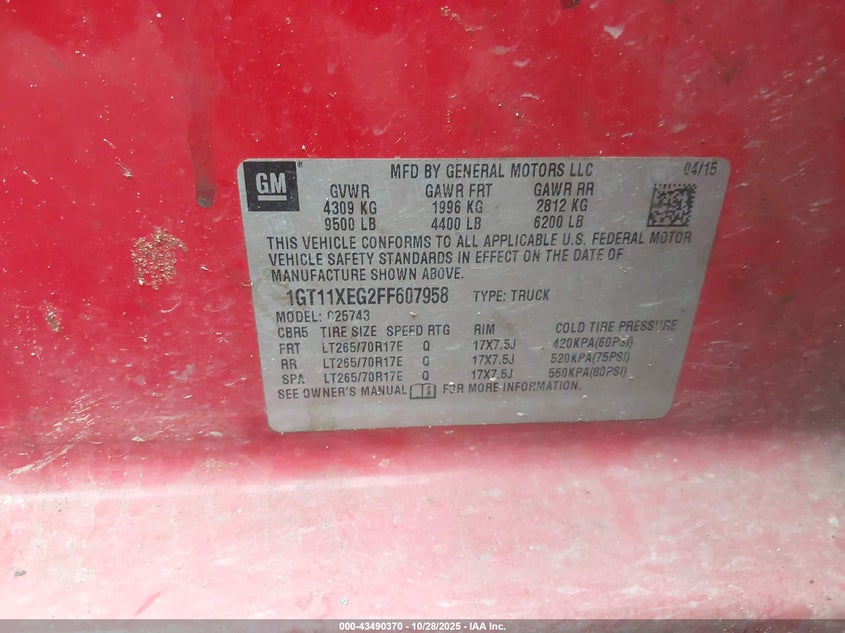 GM
MFD BY GENERAL MOTORS LLC 04/15
GVWR GAWR FRT GAWR RR
4309 KG 1996 KG 2812 KG
9500 LB 4400 LB 6200 LB
THIS VEHICLE CONFORMS TO ALL APPLICABLE U.S. FEDERAL MOTOR
VEHICLE SAFETY STANDARDS IN EFFECT ON THE DATE OF
MANUFACTURE SHOWN ABOVE.
1GT11XEG2FF607958 TYPE: TRUCK
MODEL: C25743
CBR5 TIRE SIZE SPEED RTG RIM COLD TIRE PRESSURE
FRT LT265/70R17E Q 17X7.5J 420KPA(60PSI)
RR LT265/70R17E Q 17X7.5J 520KPA(75PSI)
SPA LT265/70R17E Q 17X7.5J 550KPA(80PSI)
SEE OWNER'S MANUAL FOR MORE INFORMATION.
000-43490370 - 10/28/2025 - IAA Inc.